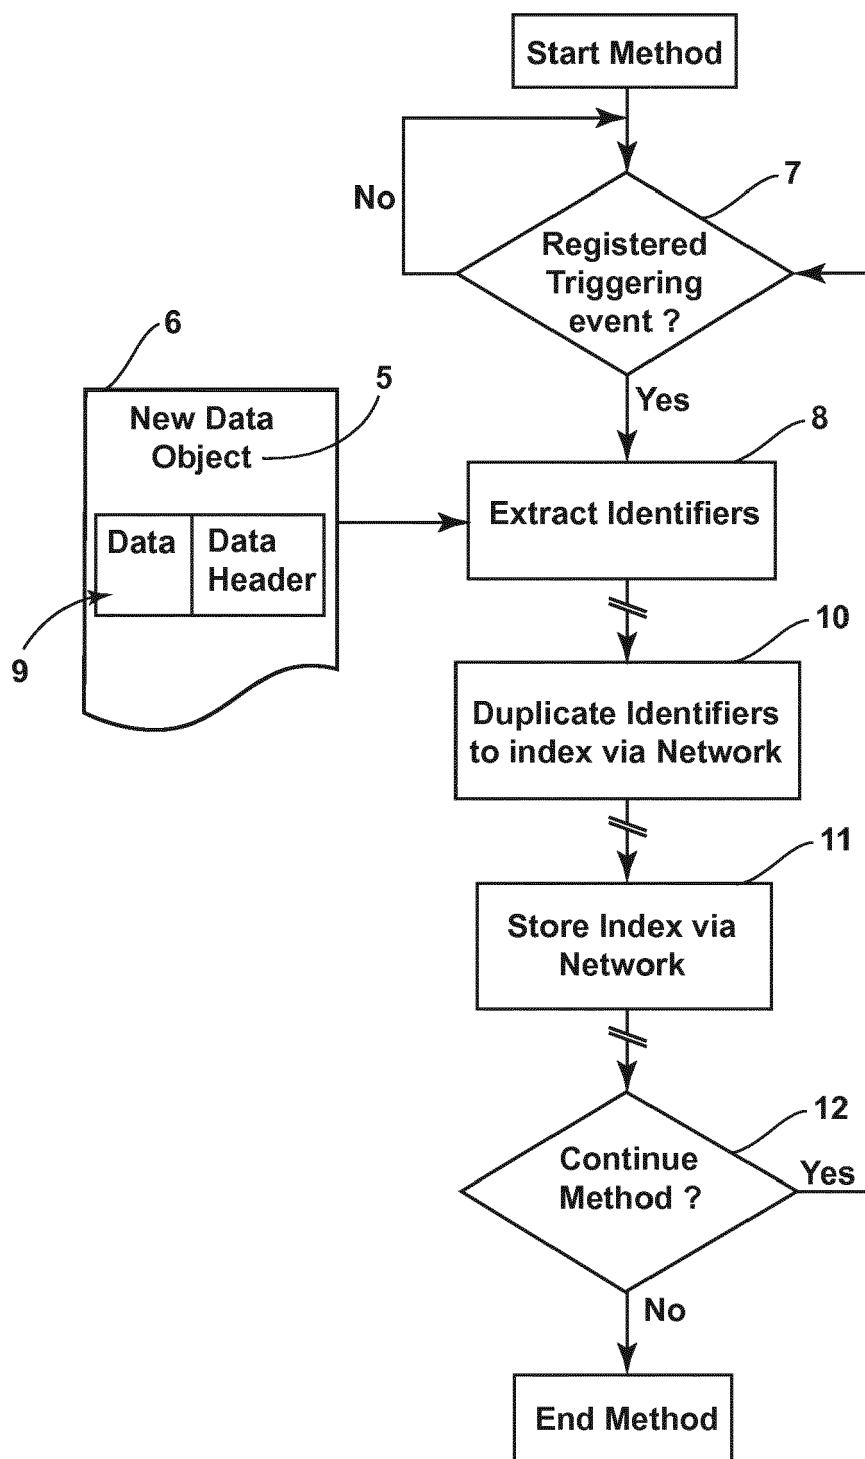 Start Method
7
No
Registered
Triggering
event ?
6
5
New Data
Object
Yes
8
Extract Identifiers
Data
Data
Header
9
10
Duplicate Identifiers
to index via Network
11
Store Index via
Network
12
Continue
Method ?
Yes
No
End Method